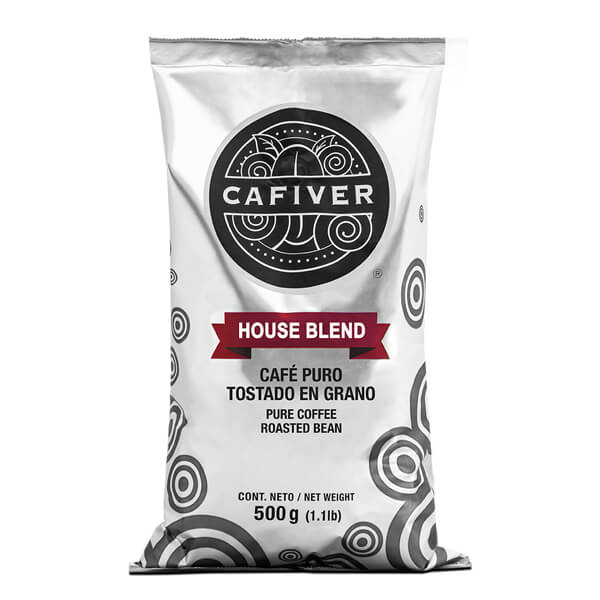 CAFIVER
®
HOUSE BLEND
CAFÉ PURO
TOSTADO EN GRANO
PURE COFFEE
ROASTED BEAN
CONT. NETO / NET WEIGHT
500 g (1.1lb)